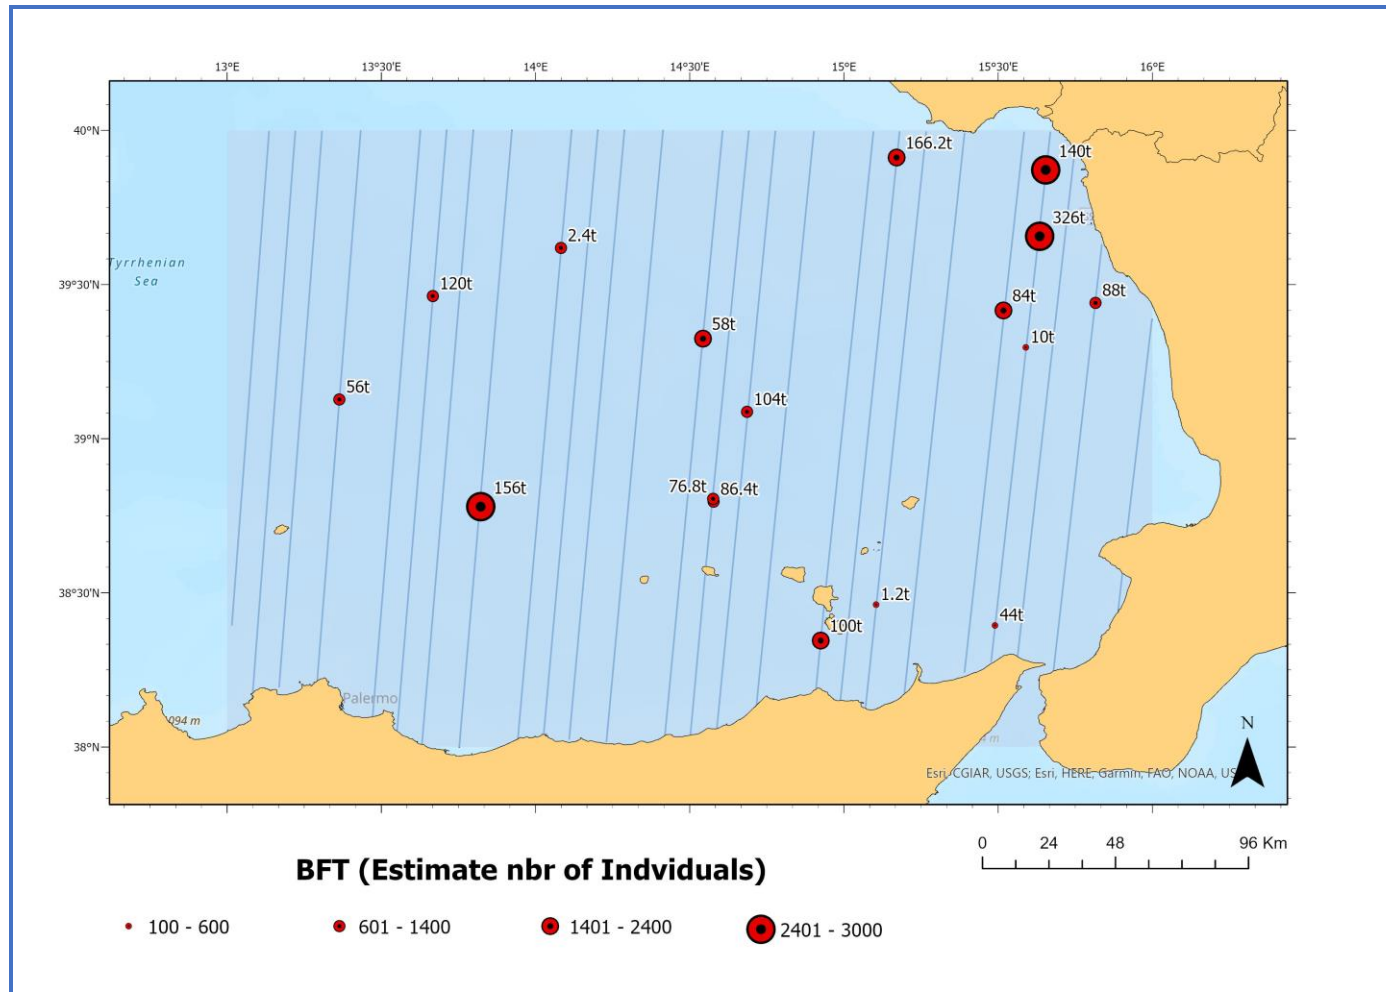 13°E 13°30'E 14°E 14°30'E 15°E 15°30'E 16°E
40°N
166.2t
140t
326t
2.4t
Tyrrhenian
Sea
39°30'N
120t
88t
84t
58t
10t
56t
104t
39°N
76.8t 86.4t
156t
38°30'N
1.2t
44t
100t
Palermo
094 m
38°N
4 m
N
Esri, CGIAR, USGS; Esri, HERE, Garmin, FAO, NOAA, US
0 24 48 96 Km
BFT (Estimate nbr of Indviduals)
100 - 600 601 - 1400 1401 - 2400 2401 - 3000